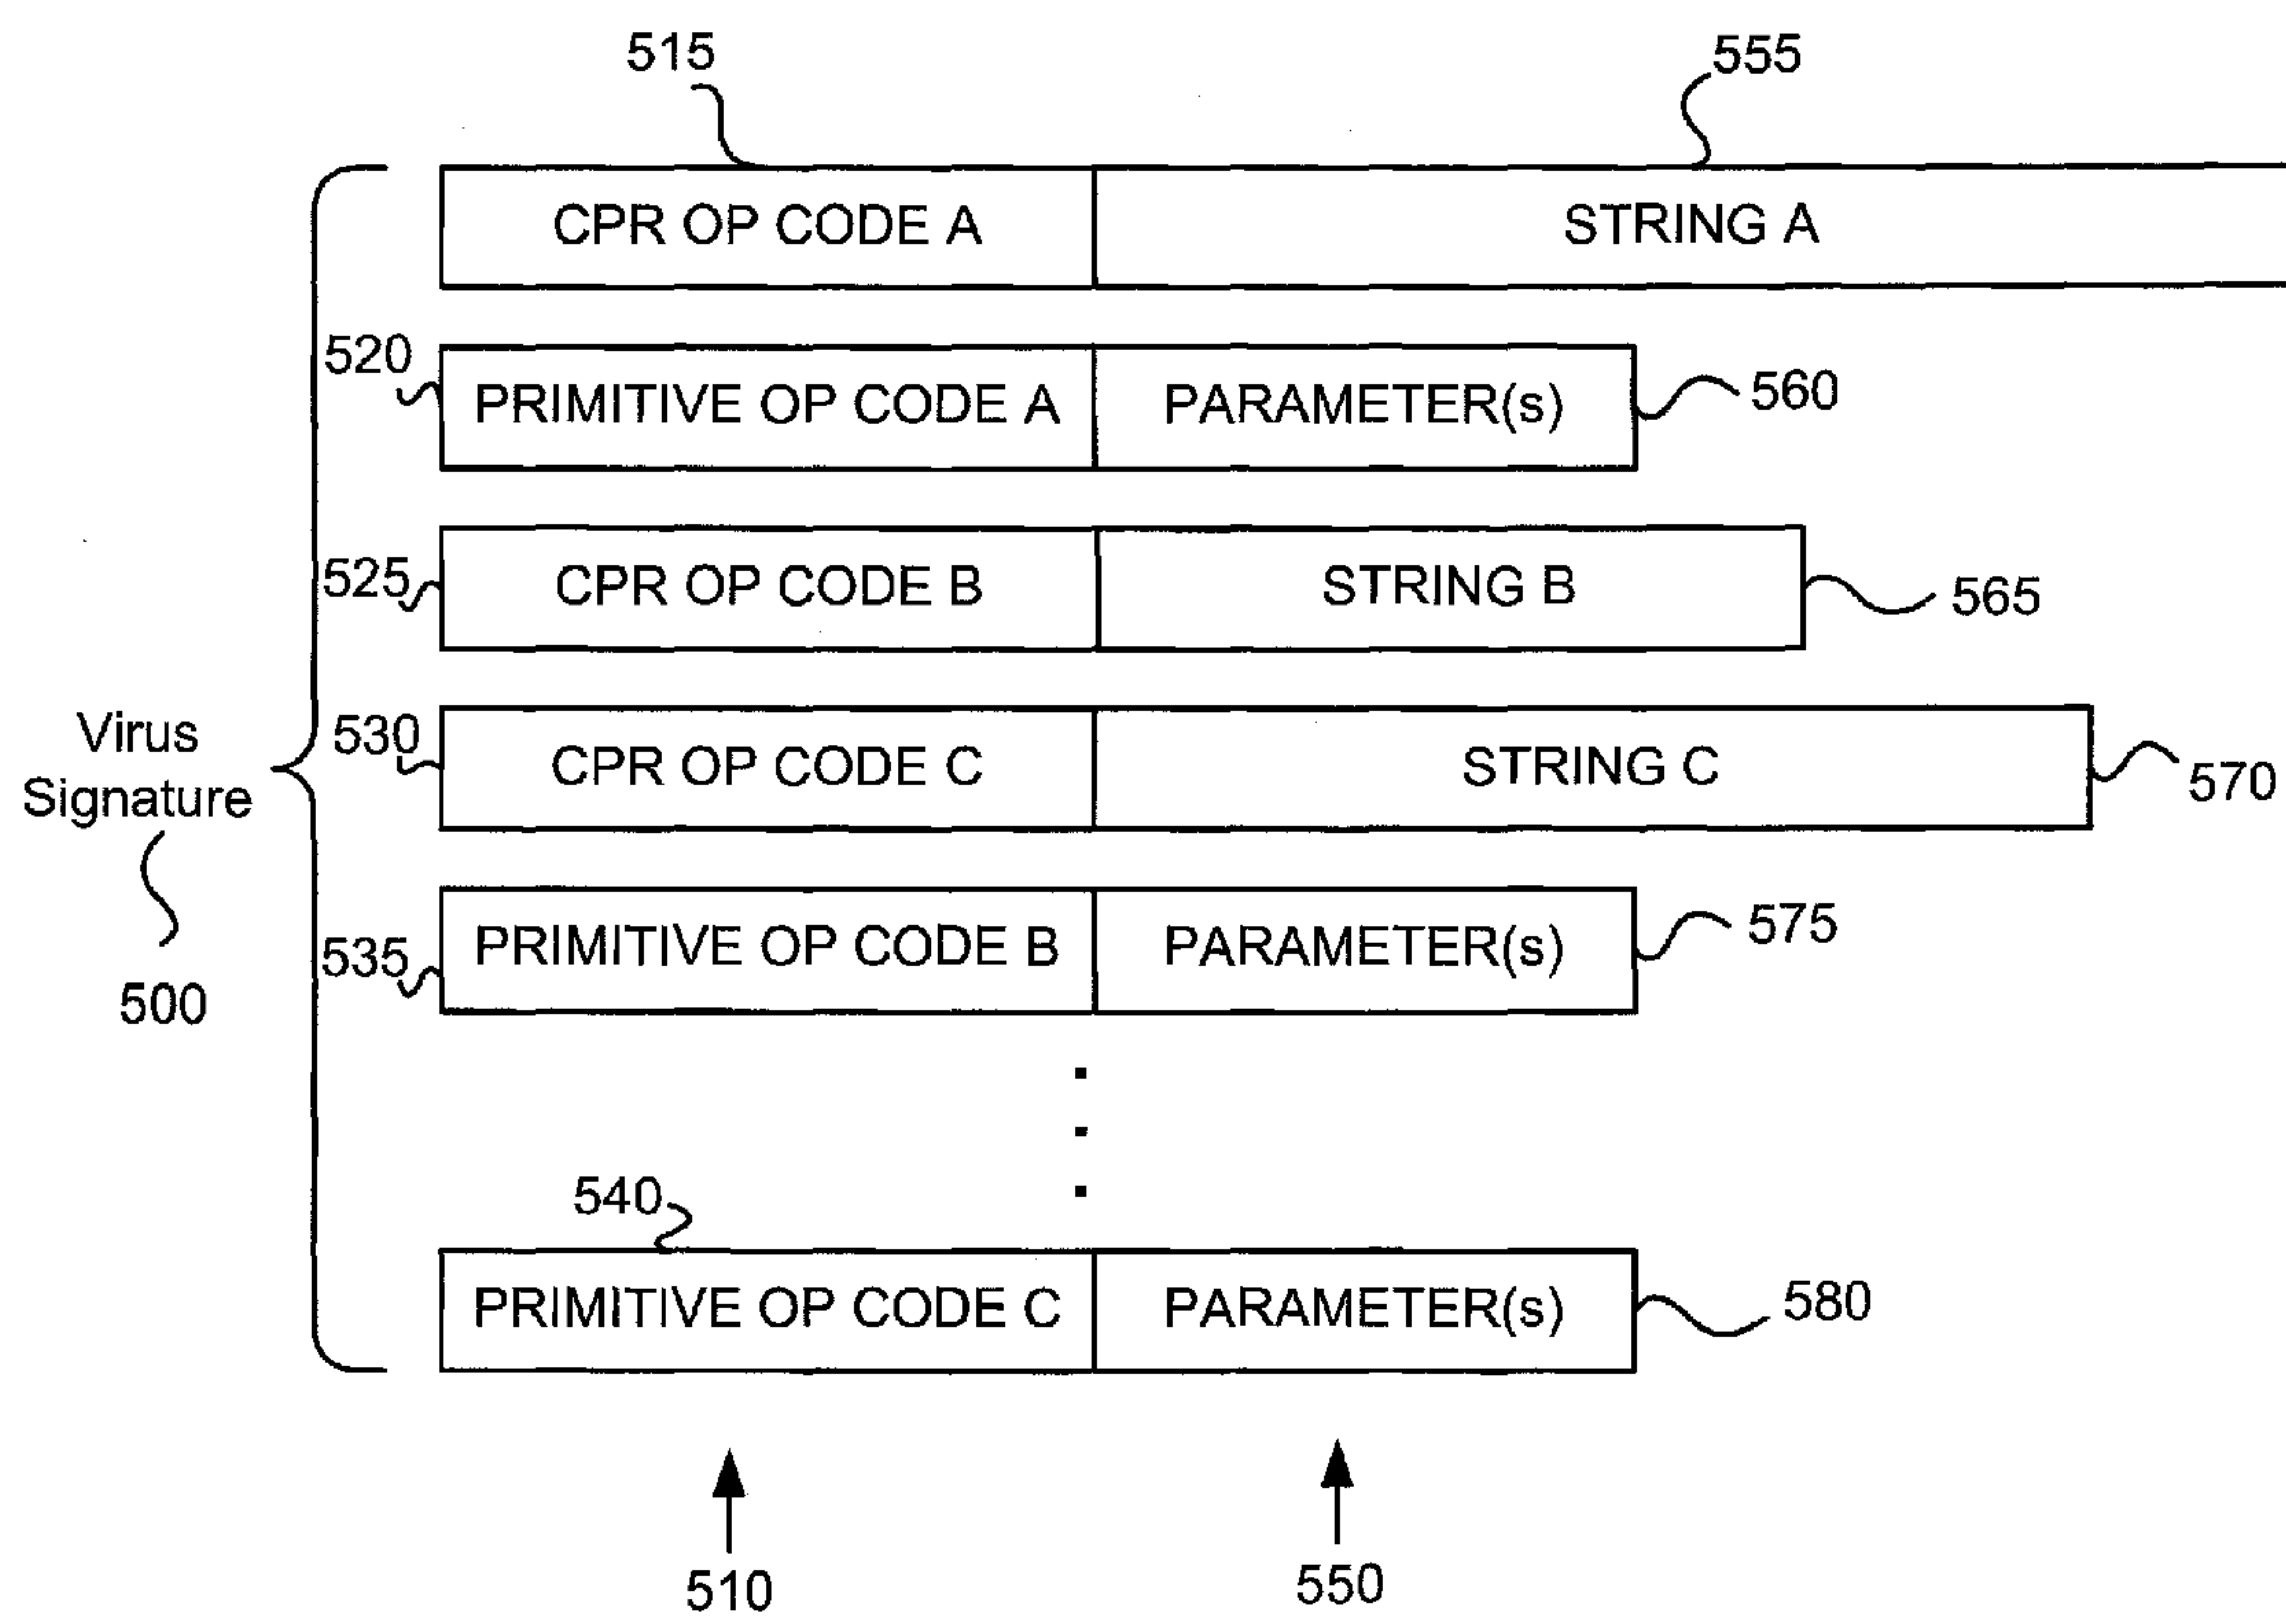 515
555
CPR OP CODE A STRING A
520
PRIMITIVE OP CODE A PARAMETER(s)
560
525
CPR OP CODE B STRING B
565
Virus
Signature
500
530
CPR OP CODE C STRING C
570
535
PRIMITIVE OP CODE B PARAMETER(s)
575
540
PRIMITIVE OP CODE C PARAMETER(s)
580
510
550